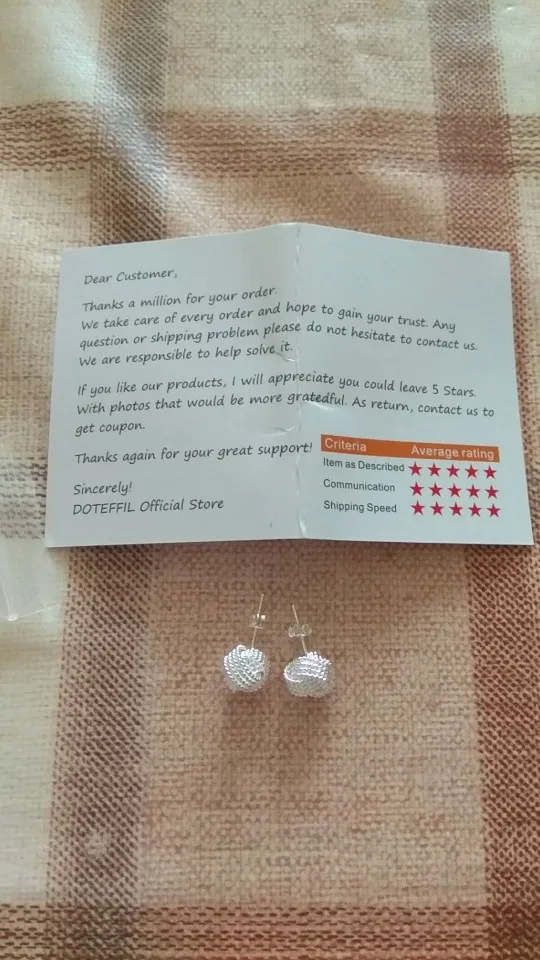 Dear Customer,
Thanks a million for your order.
We take care of every order and hope to gain your trust. Any
question or shipping problem please do not hesitate to contact us.
We are responsible to help solve it.
If you like our products, I will appreciate you could leave 5 Stars.
With photos that would be more gratedful. As return, contact us to
get coupon.
Thanks again for your great support!
Sincerely!
DOTEFFIL Official Store
Criteria Average rating
Item as Described ★★★★★
Communication ★★★★★
Shipping Speed ★★★★★